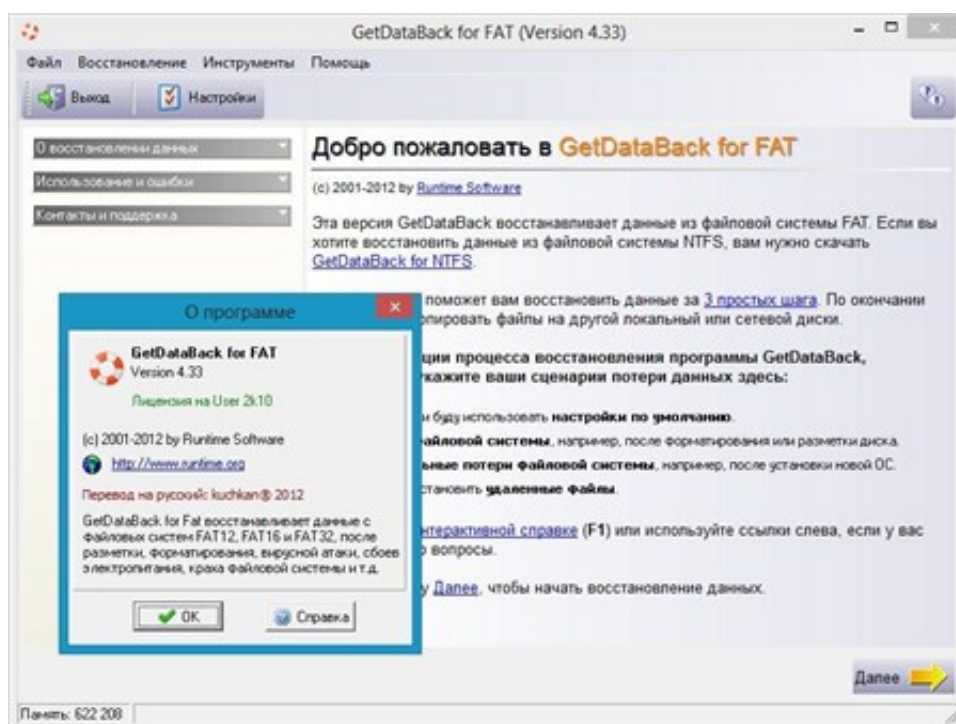 GetDataBack for FAT (Version 4.33)
Файл Восстановление Инструменты Помощь
Выход Настройки
О восстановлении данных
Использование и ошибки
Контакты и поддержка
Добро пожаловать в GetDataBack for FAT
(c) 2001-2012 by Runtime Software
Эта версия GetDataBack восстанавливает данные из файловой системы FAT. Если вы
хотите восстановить данные из файловой системы NTFS, вам нужно скачать
GetDataBack for NTFS.
поможет вам восстановить данные за 3 простых шага. По окончании
опировать файлы на другой локальный или сетевой диски.
ции процесса восстановления программы GetDataBack,
кажите ваши сценарии потери данных здесь:
и буду использовать настройки по умолчанию.
айловой системы, например, после форматирования или разметки диска.
ьные потери файловой системы, например, после установки новой ОС.
становить удаленные файлы.
нтерактивной справке (F1) или используйте ссылки слева, если у вас
о вопросы.
у Далее, чтобы начать восстановление данных.
О программе
GetDataBack for FAT
Version 4.33
Лицензия на User 2k10
(c) 2001-2012 by Runtime Software
http://www.runtime.org
Перевод на русский: kuchkan® 2012
GetDataBack for Fat восстанавливает данные с
файловых систем FAT12, FAT16 и
FAT32, после
разметки, форматирования, вирусной атаки, сбоев
электропитания, краха файловой системы и т.д.
OK Справка
Далее
Память: 622 208